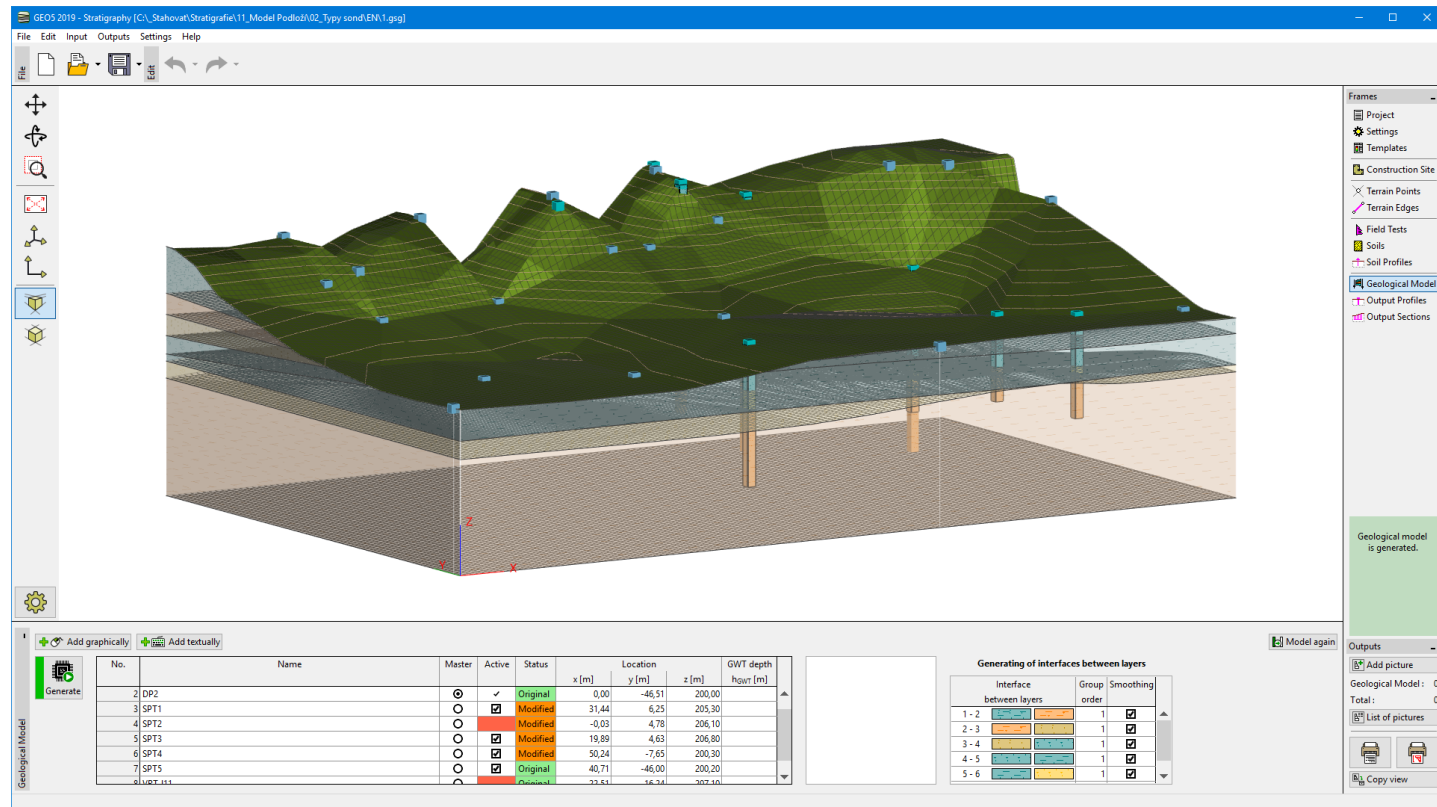 GEO5 2019 - Stratigraphy [C:\_Stahovat\Stratigrafie\11_Model Podloží\02_Typy sond\EN\1.gsg]
File Edit Input Outputs Settings Help
File
Edit
Frames
Project
Settings
Templates
Construction Site
Terrain Points
Terrain Edges
Field Tests
Soils
Soil Profiles
Geological Model
Output Profiles
Output Sections
Z
Y X
Geological model
is generated.
Add graphically Add textually Model again
Generate
Geological Model
No. Name Master Active Status Location GWT depth
x [m] y [m] z [m] hGWT [m]
2 DP2 Original 0,00 -46,51 200,00
3 SPT1 Modified 31,44 6,25 205,30
4 SPT2 Modified -0,03 4,78 206,10
5 SPT3 Modified 19,89 4,63 206,80
6 SPT4 Modified 50,24 -7,65 200,30
7 SPT5 Original 40,71 -46,00 200,20
Generating of interfaces between layers
Interface Group Smoothing
between layers order
1 - 2 1
2 - 3 1
3 - 4 1
4 - 5 1
5 - 6 1
Outputs
Add picture
Geological Model : 0
Total : 0
List of pictures
Copy view